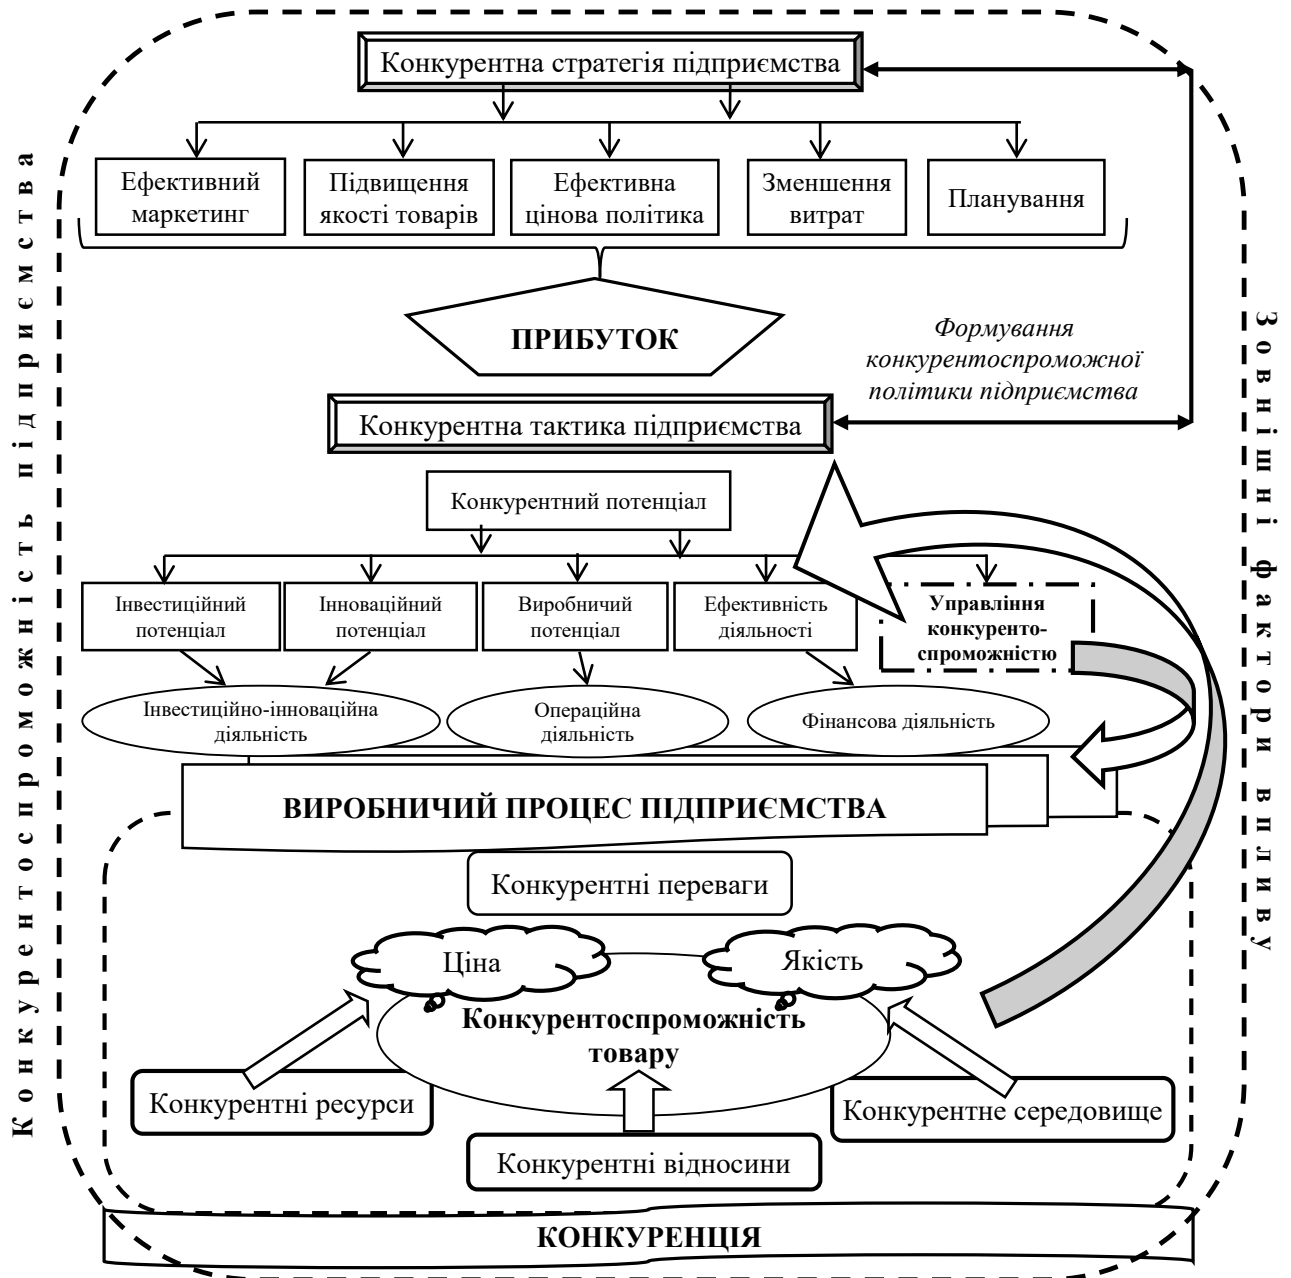 Конкурентоспроможність підприємства
Конкурентна стратегія підприємства
Ефективний
маркетинг
Підвищення
якості товарів
Ефективна
цінова політика
Зменшення
витрат
Планування
ПРИБУТОК
Формування
конкурентоспроможної
політики підприємства
Конкурентна тактика підприємства
Конкурентний потенціал
Інвестиційний
потенціал
Інноваційний
потенціал
Виробничий
потенціал
Ефективність
діяльності
Управління
конкуренто-
спроможністю
Інвестиційно-інноваційна
діяльність
Операційна
діяльність
Фінансова діяльність
ВИРОБНИЧИЙ ПРОЦЕС ПІДПРИЄМСТВА
Конкурентні переваги
Ціна
Якість
Конкурентоспроможність
товару
Конкурентні ресурси
Конкурентне середовище
Конкурентні відносини
КОНКУРЕНЦІЯ
Зовнішні фактори впливу